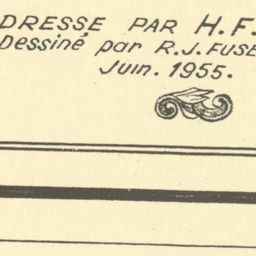 DRESSE PAR H.F.
Dessiné par R.J. FUSE
Juin. 1955.